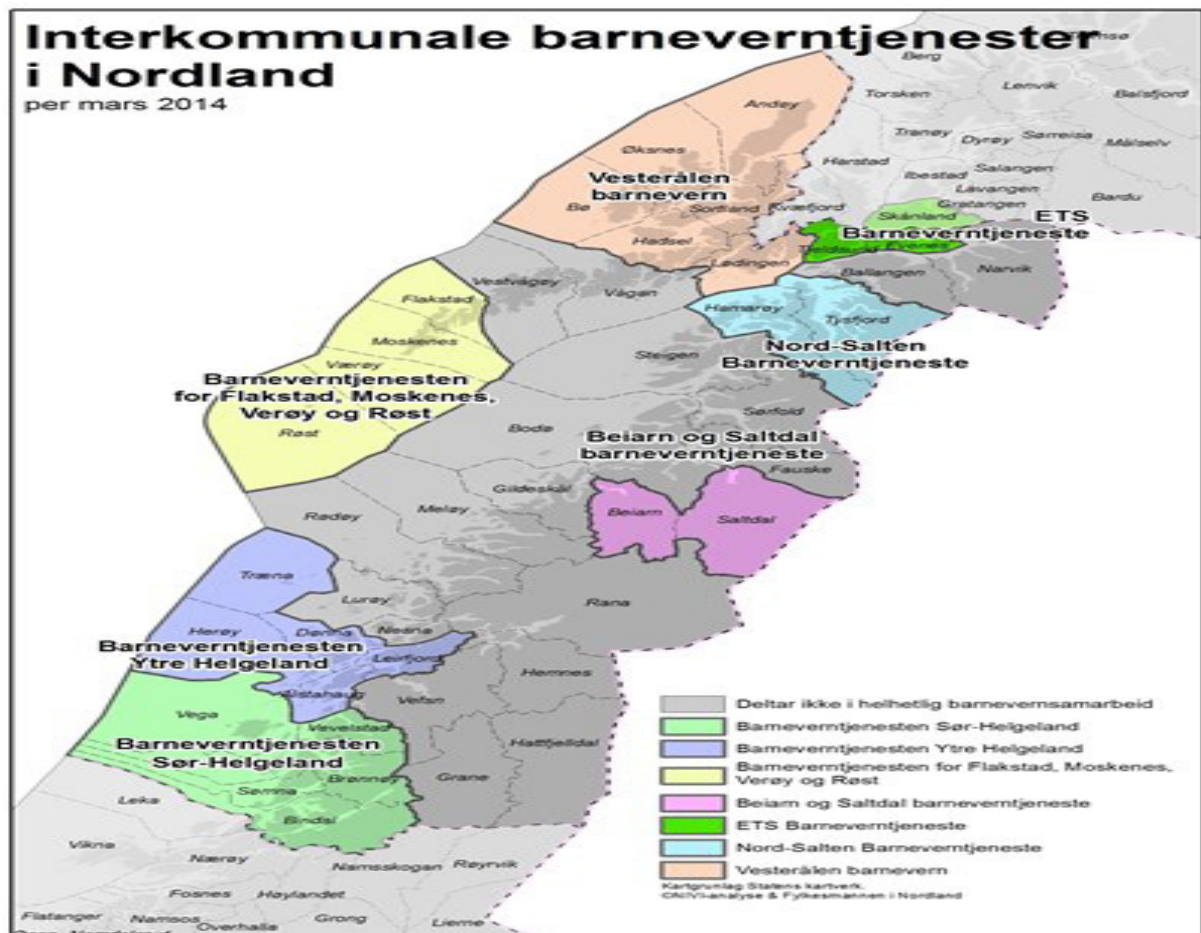 Interkommunale barneverntjenester
i Nordland
per mars 2014
Berg
Torsken
Lenvik
Balsfjord
Andøy
Tranøy
Dyrøy
Sørreisa
Målselv
Øksnes
Harstad
Ibestad
Salangen
Lavangen
Bardu
Vesterålen
barnevern
Bø
Sortland
Kvæfjord
Gratangen
Skånland
ETS
Barneverntjeneste
Hadsel
Tjeldsund
Evenes
Lødingen
Ballangen
Narvik
Vestvågøy
Flakstad
Vågan
Hamarøy
Tysfjord
Moskenes
Steigen
Nord-Salten
Barneverntjeneste
Værøy
Barneverntjenesten
for Flakstad, Moskenes,
Verøy og Røst
Røst
Sørfold
Bodø
Beiarn og Saltdal
barneverntjeneste
Fauske
Gildeskål
Rødøy
Meløy
Beiarn
Saltdal
Træna
Lurøy
Rana
Herøy
Dønna
Nesna
Barneverntjenesten
Ytre Helgeland
Leirfjord
Hemnes
Alstahaug
Vefsn
Vega
Vevelstad
Barneverntjenesten
Sør-Helgeland
Hattfjelldal
Brønnøy
Grane
Sømna
Leka
Bindal
Vikna
Nærøy
Namsskogan
Røyrvik
Fosnes
Høylandet
Flatanger
Namsos
Overhalla
Grong
Lierne
Deltar ikke i helhetlig barnevernsamarbeid
Barneverntjenesten Sør-Helgeland
Barneverntjenesten Ytre Helgeland
Barneverntjenesten for Flakstad, Moskenes,
Verøy og Røst
Beiarn og Saltdal barneverntjeneste
ETS Barneverntjeneste
Nord-Salten Barneverntjeneste
Vesterålen barnevern
Kartgrunlag Statens kartverk.
©NIVI-analyse & Fylkesmannen i Nordland